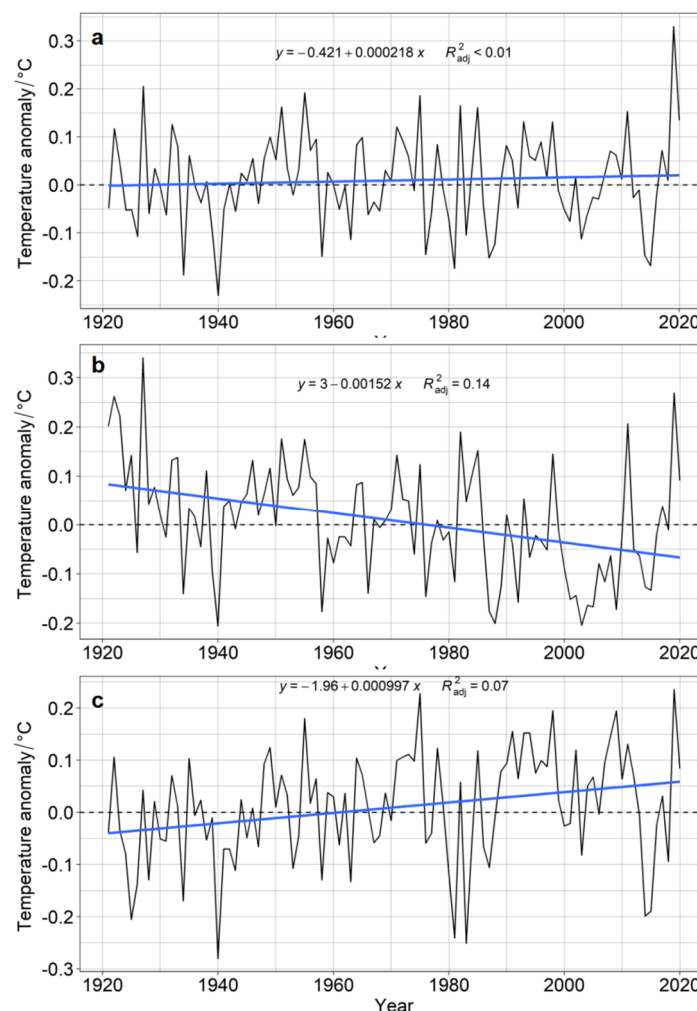 a
y = −0.421 + 0.000218 x R²adj < 0.01
Temperature anomaly/°C
0.3
0.2
0.1
0.0
-0.1
-0.2
1920 1940 1960 1980 2000 2020
b
y = 3 − 0.00152 x R²adj = 0.14
Temperature anomaly/°C
0.3
0.2
0.1
0.0
-0.1
-0.2
1920 1940 1960 1980 2000 2020
c
y = −1.96 + 0.000997 x R²adj = 0.07
Temperature anomaly/°C
0.2
0.1
0.0
-0.1
-0.2
-0.3
1920 1940 1960 1980 2000 2020
Year